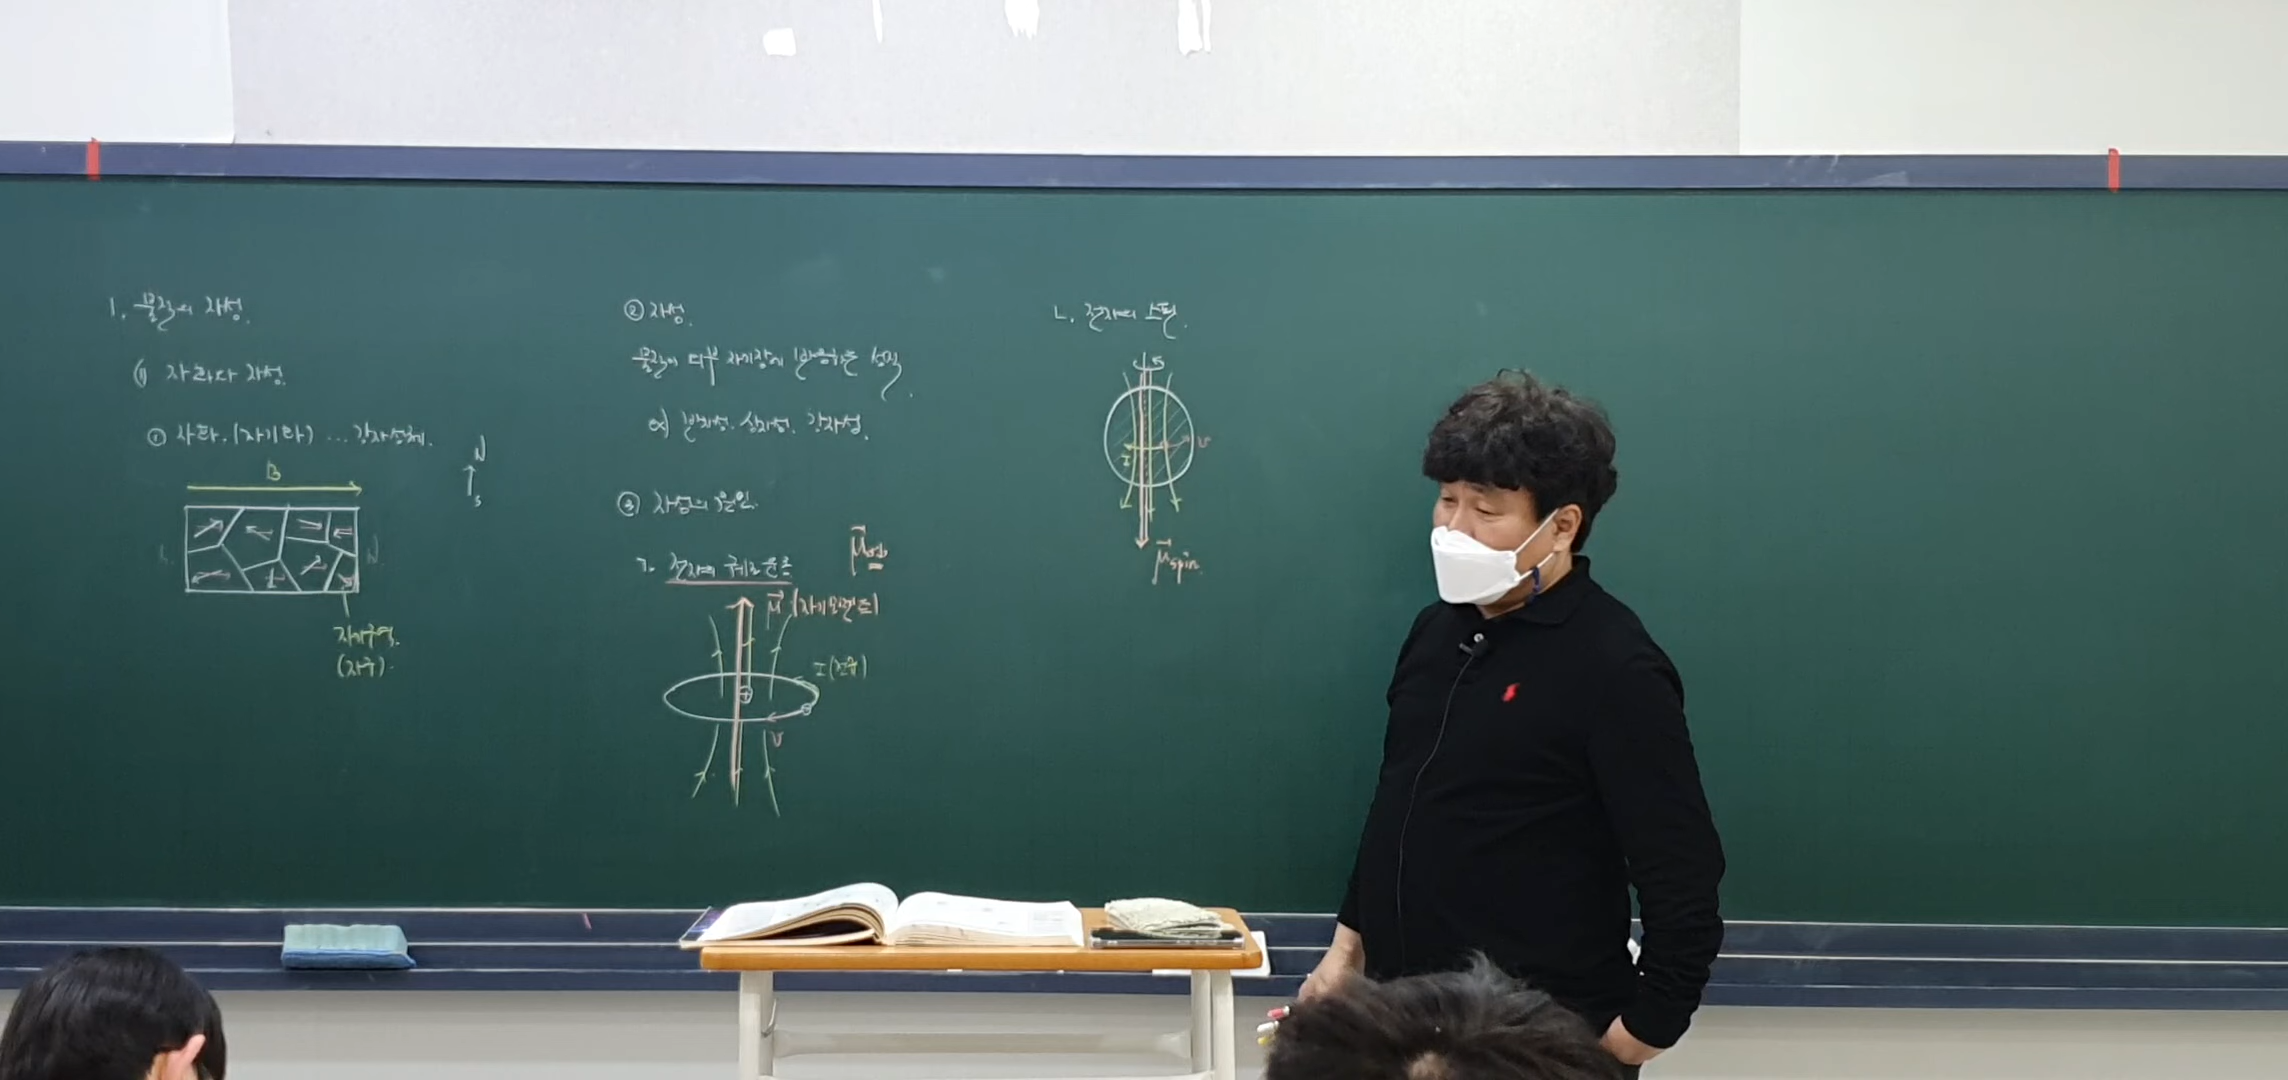 1. 물질의 자성.
(1) 자화와 자성.
① 자화. (자기화) ... 강자성체.
B
N
S
N
자기구역.
(자구).
② 자성.
물질이 외부 자기장에 반응하는 성질.
ex) 반자성. 상자성. 강자성.
③ 자성의 원인.
ㄱ. 전자의 궤도운동
μ orb
μ (자기모멘트)
I (전류)
v
ㄴ. 전자의 스핀.
S
I
v
μ spin.